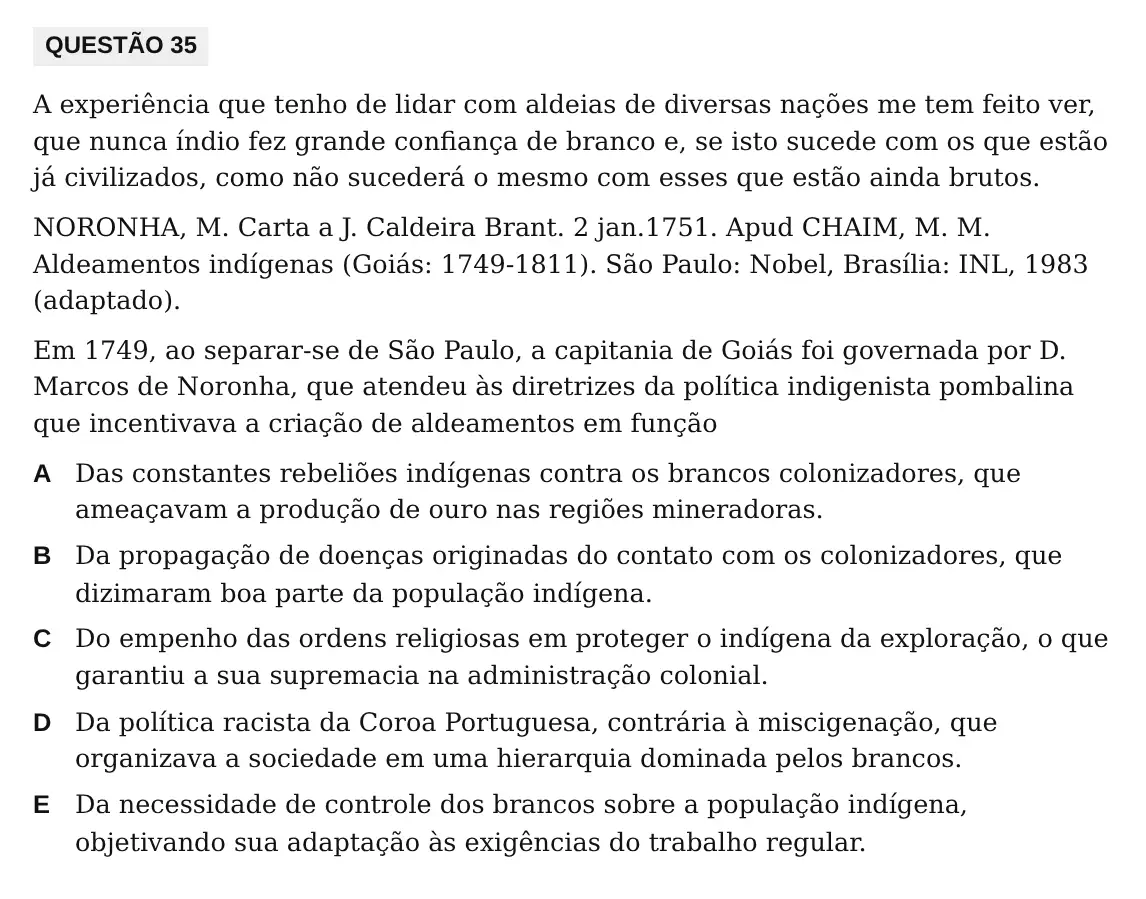 QUESTÃO 35
A experiência que tenho de lidar com aldeias de diversas nações me tem feito ver,
que nunca índio fez grande confiança de branco e, se isto sucede com os que estão
já civilizados, como não sucederá o mesmo com esses que estão ainda brutos.
NORONHA, M. Carta a J. Caldeira Brant. 2 jan.1751. Apud CHAIM, M. M.
Aldeamentos indígenas (Goiás: 1749-1811). São Paulo: Nobel, Brasília: INL, 1983
(adaptado).
Em 1749, ao separar-se de São Paulo, a capitania de Goiás foi governada por D.
Marcos de Noronha, que atendeu às diretrizes da política indigenista pombalina
que incentivava a criação de aldeamentos em função
A Das constantes rebeliões indígenas contra os brancos colonizadores, que
ameaçavam a produção de ouro nas regiões mineradoras.
B Da propagação de doenças originadas do contato com os colonizadores, que
dizimaram boa parte da população indígena.
C Do empenho das ordens religiosas em proteger o indígena da exploração, o que
garantiu a sua supremacia na administração colonial.
D Da política racista da Coroa Portuguesa, contrária à miscigenação, que
organizava a sociedade em uma hierarquia dominada pelos brancos.
E Da necessidade de controle dos brancos sobre a população indígena,
objetivando sua adaptação às exigências do trabalho regular.